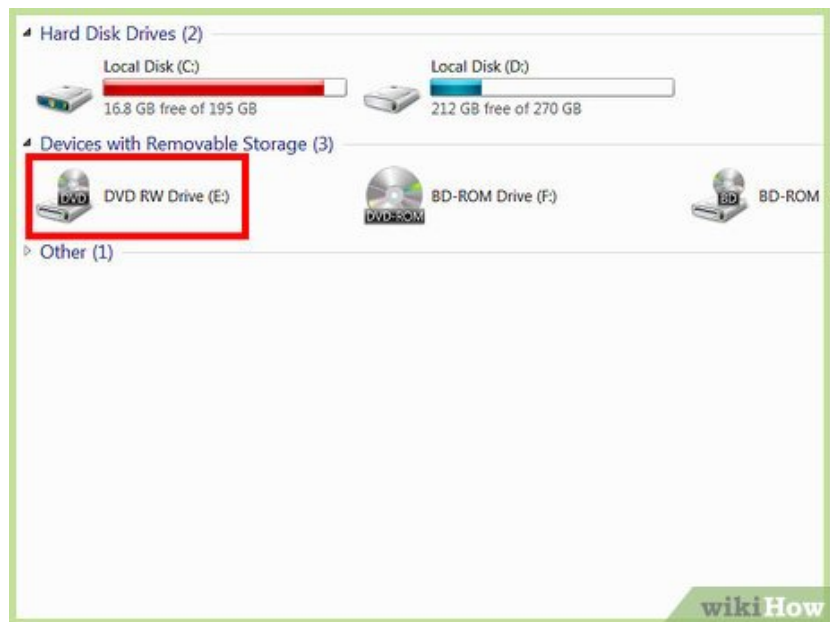 Hard Disk Drives (2)
Local Disk (C:)
Local Disk (D:)
16.8 GB free of 195 GB
212 GB free of 270 GB
Devices with Removable Storage (3)
DVD
DVD RW Drive (E:)
DVD-ROM
BD-ROM Drive (F:)
BD
BD-ROM
Other (1)
wikiHow